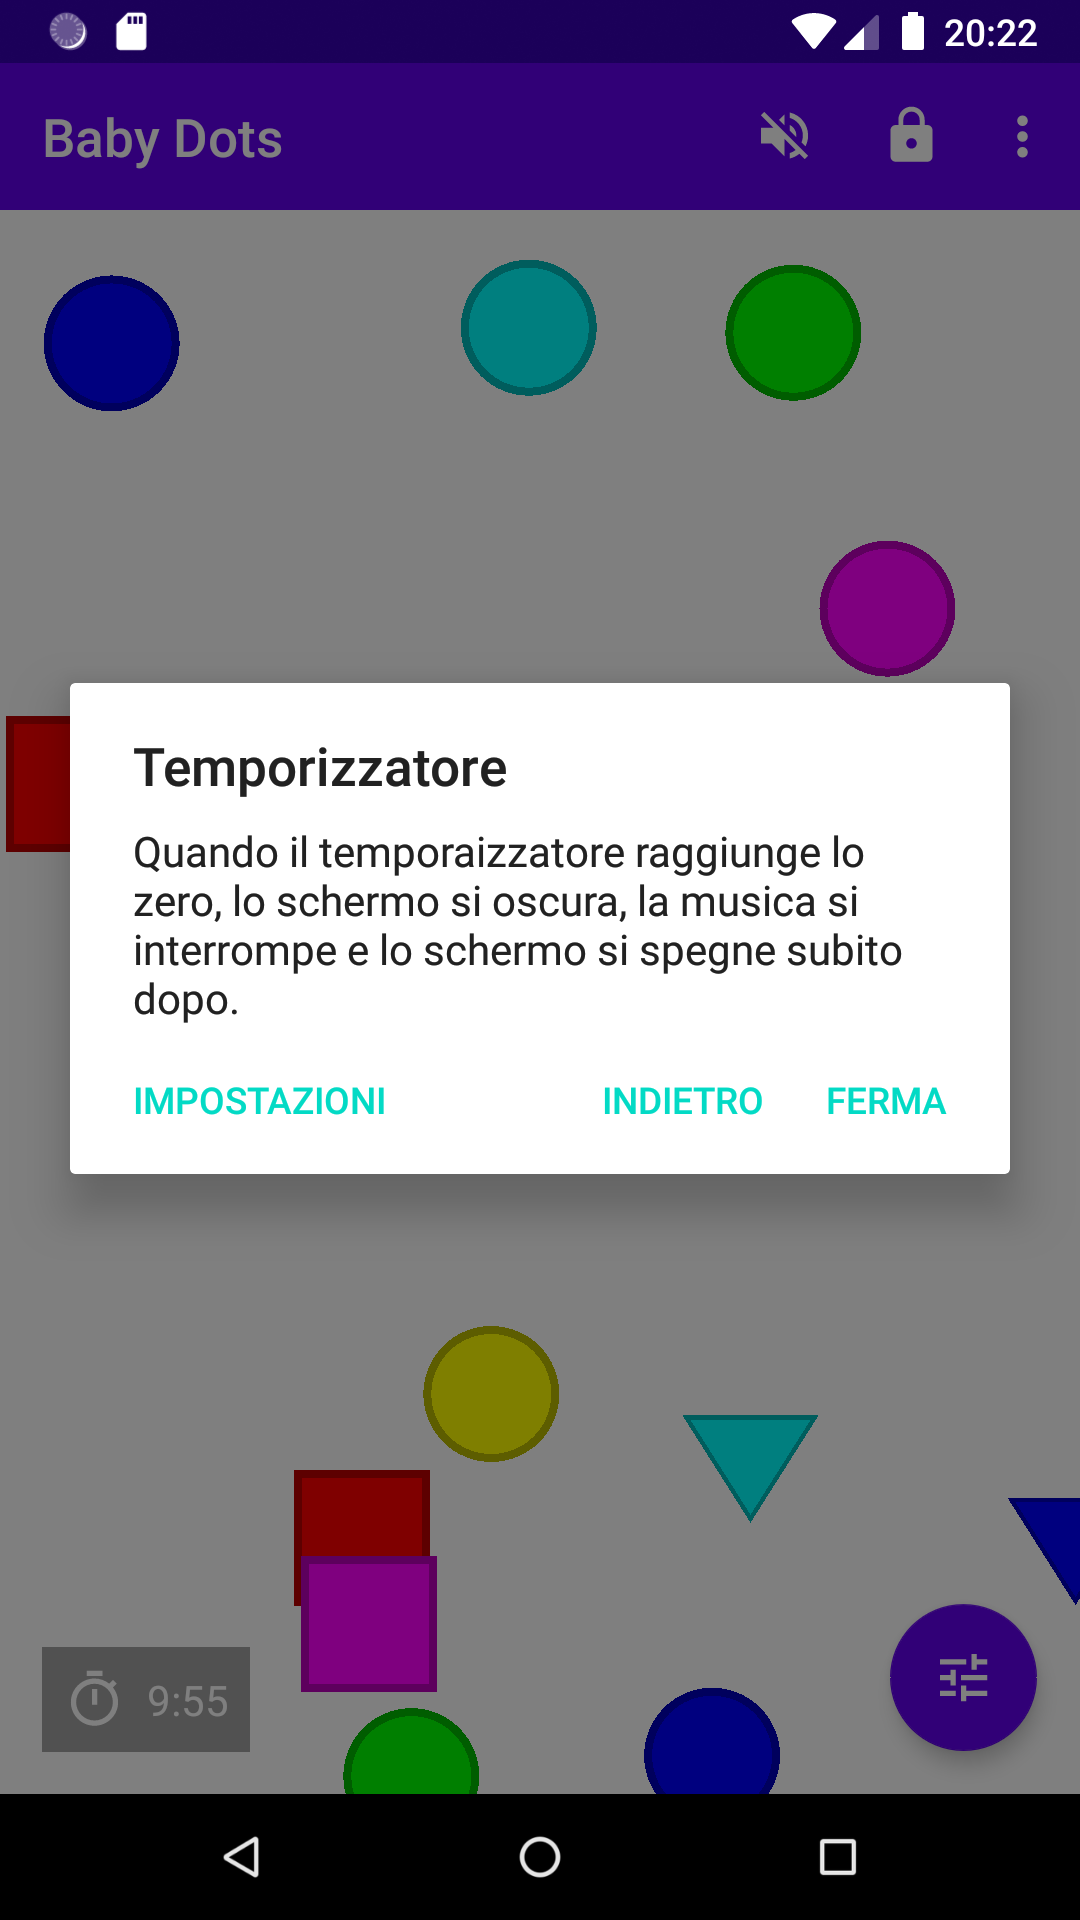 20:22
Baby Dots
Temporizzatore
Quando il temporaizzatore raggiunge lo
zero, lo schermo si oscura, la musica si
interrompe e lo schermo si spegne subito
dopo.
IMPOSTAZIONI INDIETRO FERMA
9:55